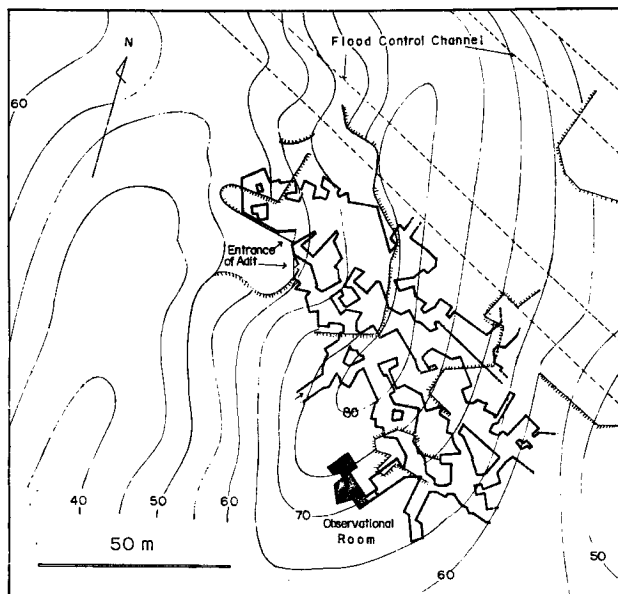 N
Flood Control Channel
60
Entrance
of Adit
80
40 50 60
70
Observational
Room
50 m
60
50